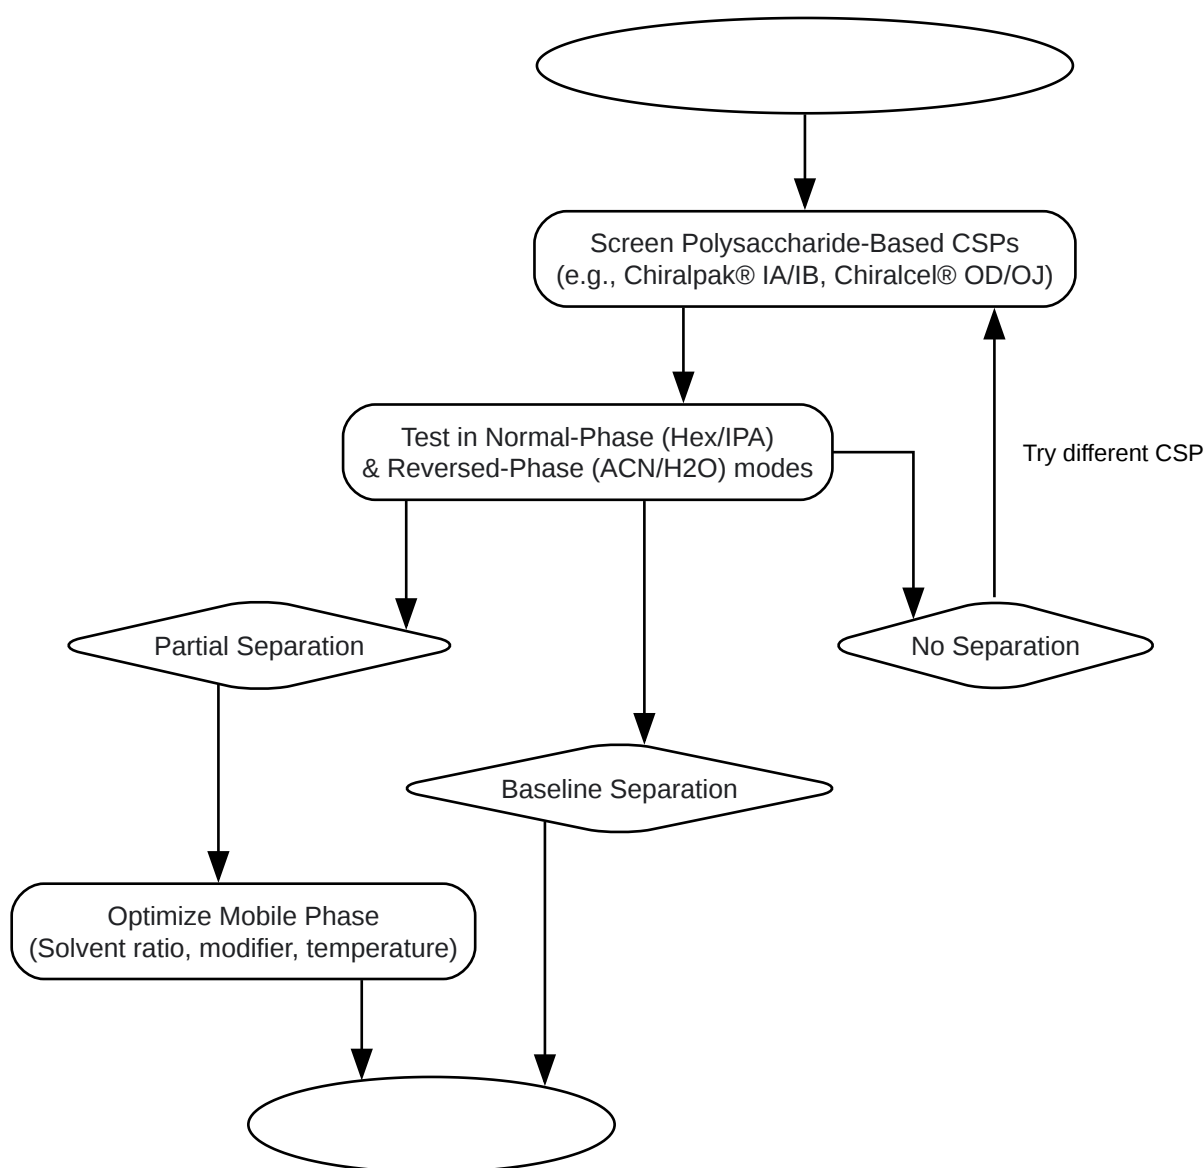 Screen Polysaccharide-Based CSPs
(e.g., Chiralpak® IA/IB, Chiralcel® OD/OJ)
Test in Normal-Phase (Hex/IPA)
& Reversed-Phase (ACN/H2O) modes
Try different CSP
Partial Separation
No Separation
Baseline Separation
Optimize Mobile Phase
(Solvent ratio, modifier, temperature)